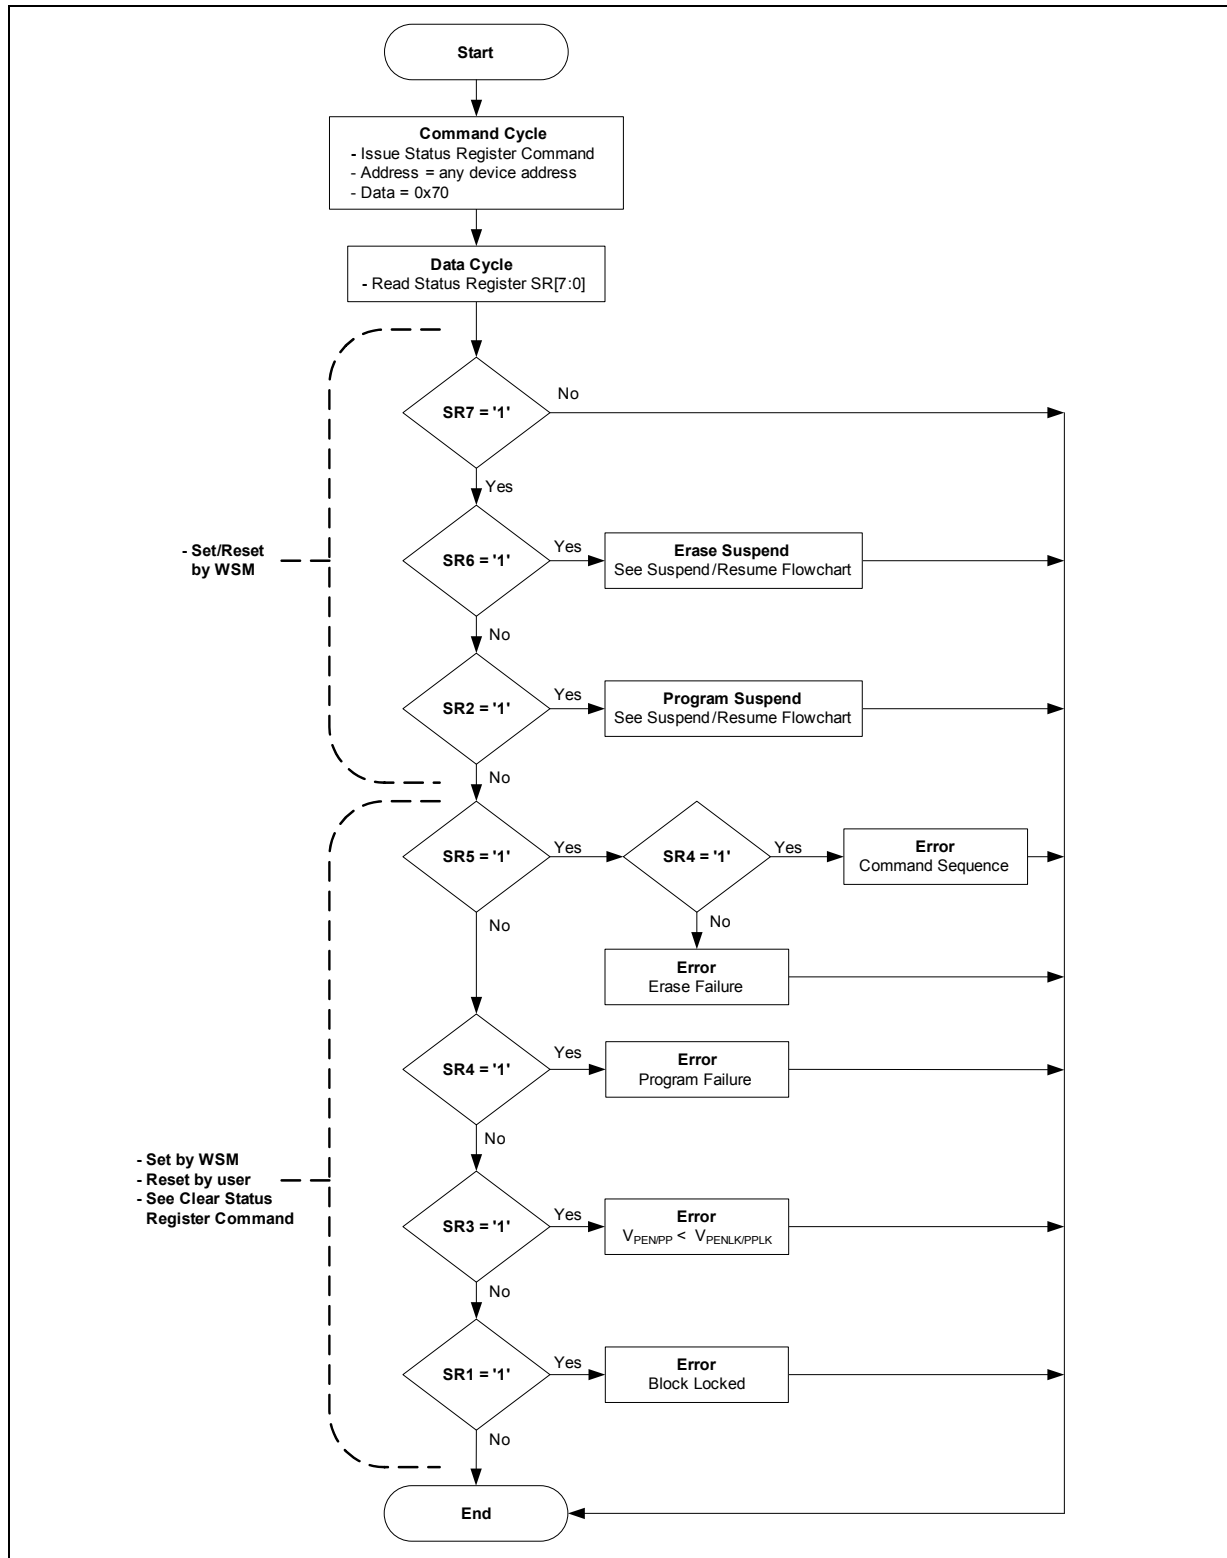 Start
Command Cycle
- Issue Status Register Command
- Address = any device address
- Data = 0x70
Data Cycle
- Read Status Register SR[7:0]
SR7 = '1'
No
Yes
- Set/Reset
by WSM
SR6 = '1'
Yes
Erase Suspend
See Suspend/Resume Flowchart
No
SR2 = '1'
Yes
Program Suspend
See Suspend/Resume Flowchart
No
SR5 = '1'
Yes
SR4 = '1'
Yes
Error
Command Sequence
No
No
Error
Erase Failure
SR4 = '1'
Yes
Error
Program Failure
No
- Set by WSM
- Reset by user
- See Clear Status
Register Command
SR3 = '1'
Yes
Error
VPEN/PP < VPENLK/PPLK
No
SR1 = '1'
Yes
Error
Block Locked
No
End